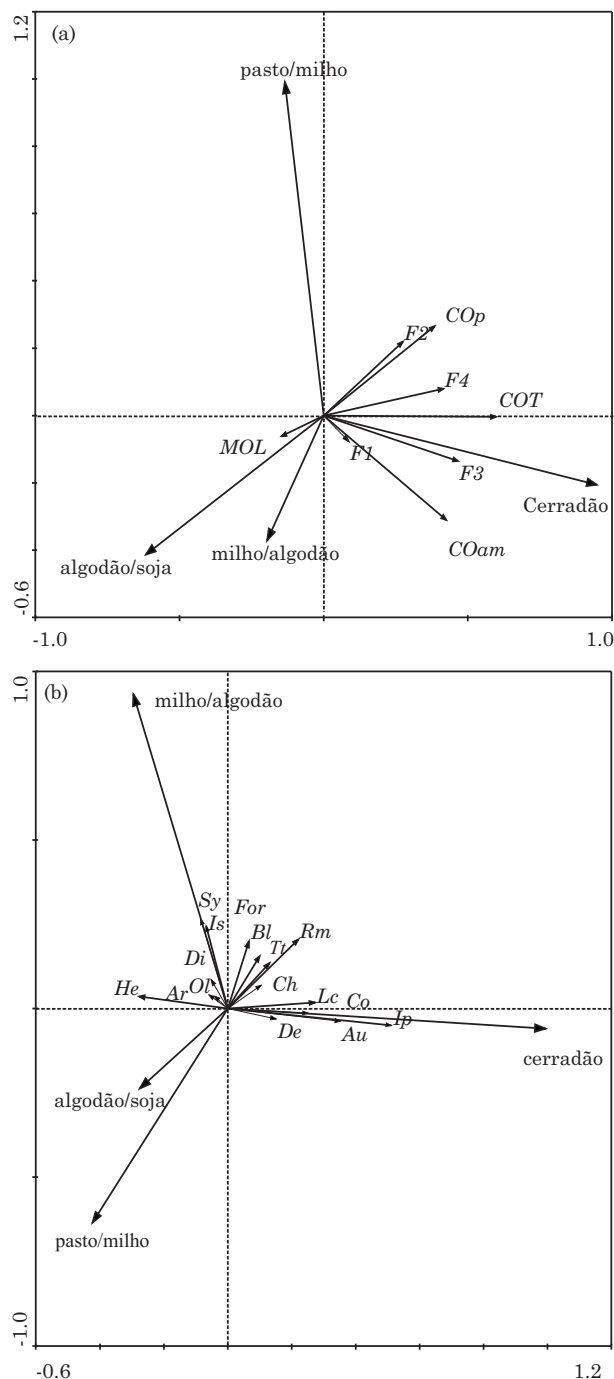 1.2
(a)
pasto/milho
COp
F2
F4
COT
MOL
F1
F3
Cerradão
milho/algodão
COam
algodão/soja
-0.6
-1.0 1.0
1.0
(b)
milho/algodão
Sy For
Is Bl Rm
Tt
Di
He Ar Ol Ch
Lc Co
Ip
De Au
cerradão
algodão/soja
pasto/milho
-1.0
-0.6 1.2